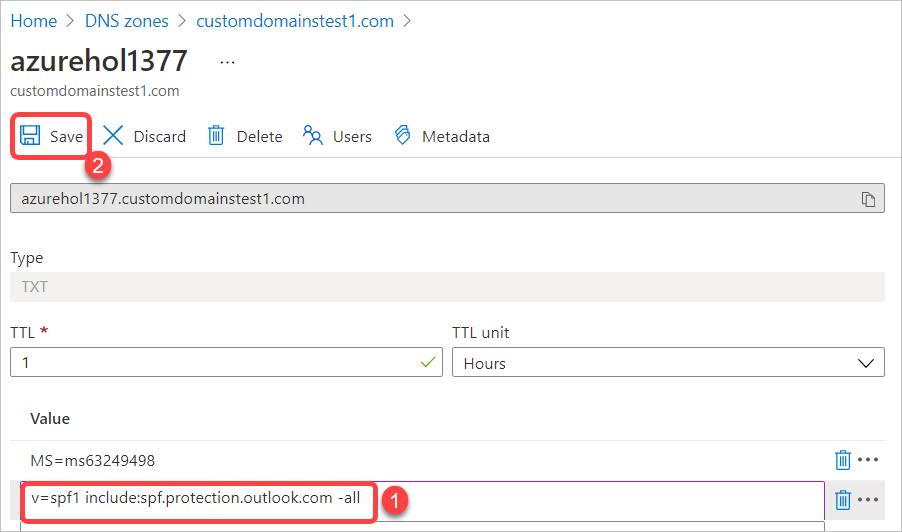 Home > DNS zones > customdomainstest1.com >
azurehol1377 ...
customdomainstest1.com
Save Discard Delete Users Metadata
2
azurehol1377.customdomainstest1.com
Type
TXT
TTL * TTL unit
1 Hours
Value
MS=ms63249498
v=spf1 include:spf.protection.outlook.com -all 1